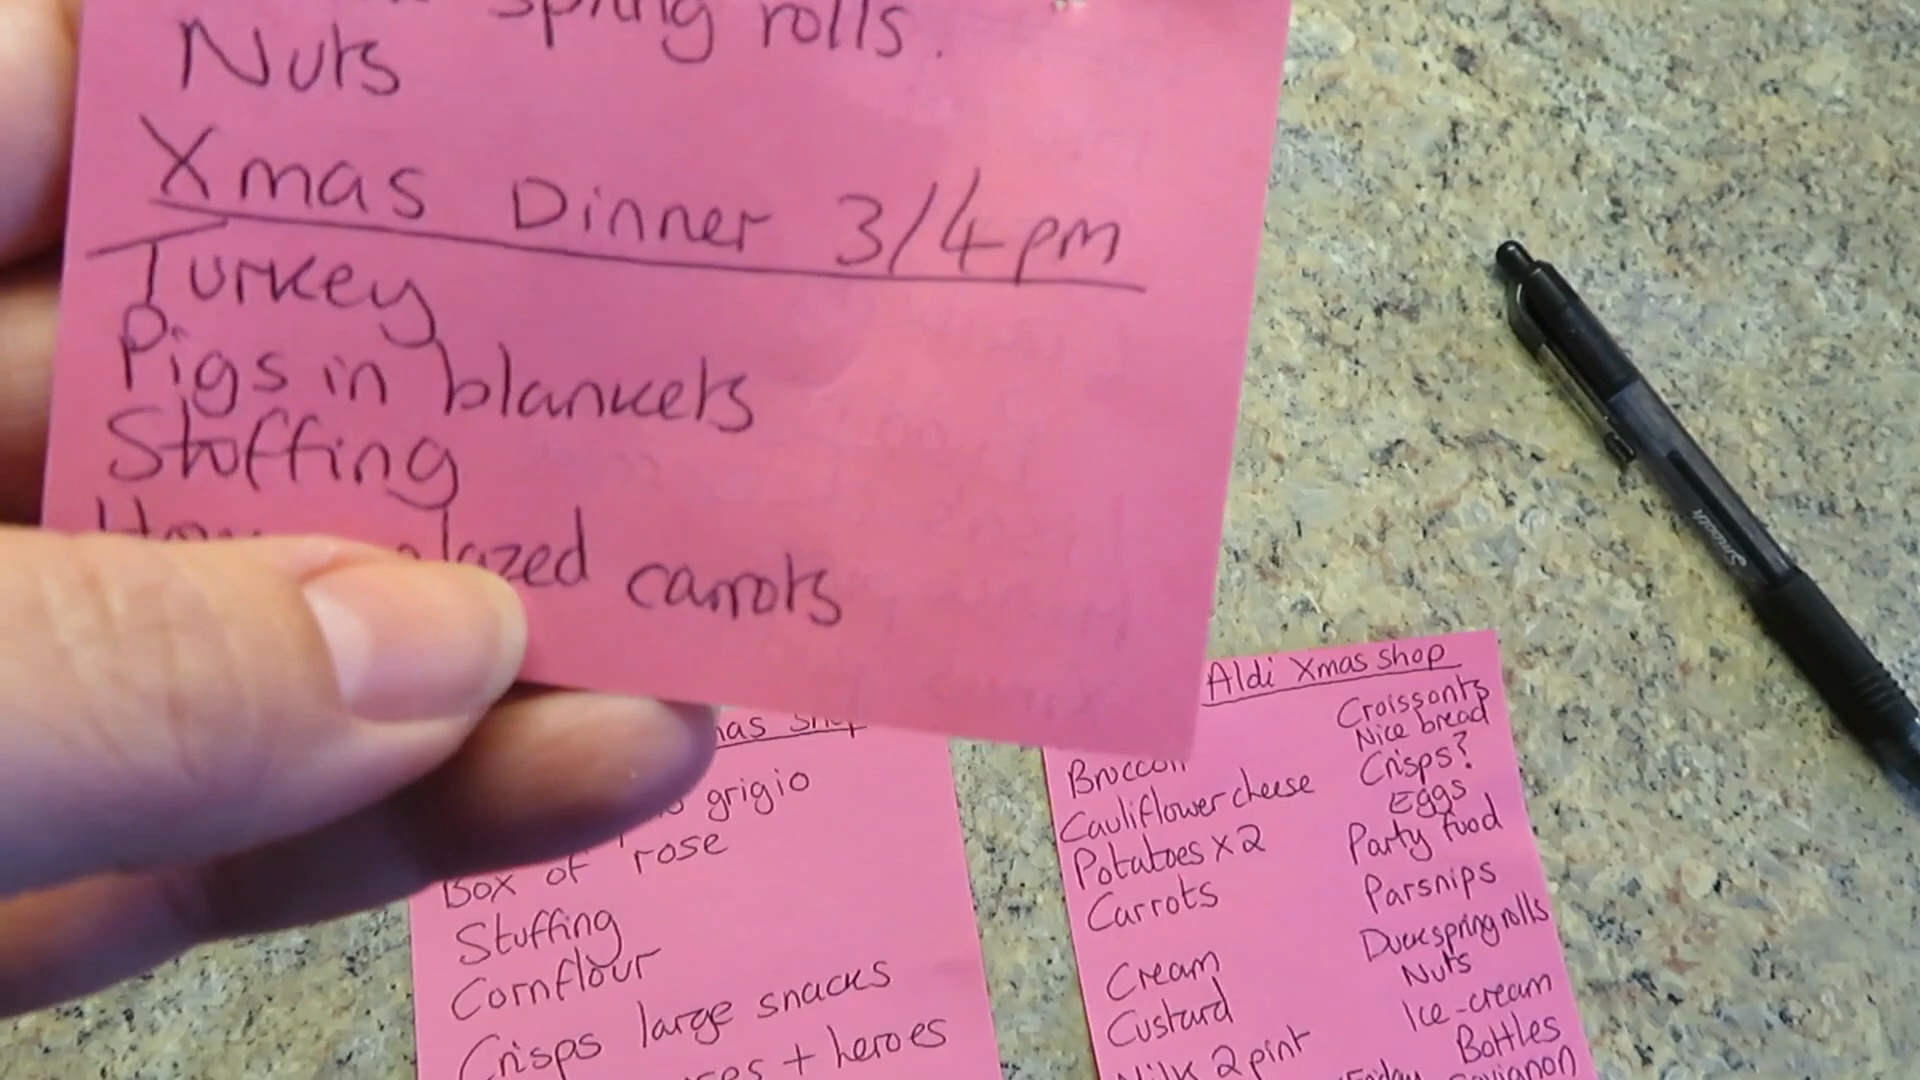 spring rolls.
Nuts
Xmas Dinner 3/4pm
Turkey
Pigs in blankets
Stuffing
glazed carrots
grigio
Box of rose
Stuffing
Cornflour
Crisps large snacks
+ heroes
Aldi Xmas Shop
Broccoli
Cauliflower cheese
Potatoes x 2
Carrots
Cream
Custard
Milk 2 pint
Croissants
Nice bread
Crisps?
Eggs
Party food
Parsnips
Duck spring rolls
Nuts
Ice-cream
Bottles
Smooth